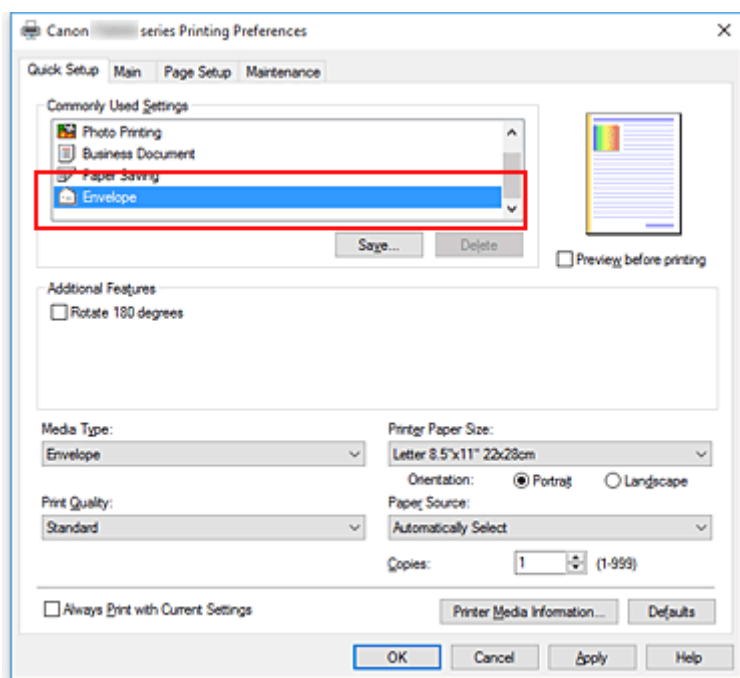 Canon series Printing Preferences
Quick Setup Main Page Setup Maintenance
Commonly Used Settings
Photo Printing
Business Document
Paper Saving
Envelope
Save... Delete
Preview before printing
Additional Features
Rotate 180 degrees
Media Type: Printer Paper Size:
Envelope Letter 8.5"x11" 22x28cm
Orientation: Portrait Landscape
Print Quality: Paper Source:
Standard Automatically Select
Copies: 1 (1-999)
Always Print with Current Settings Printer Media Information... Defaults
OK Cancel Apply Help